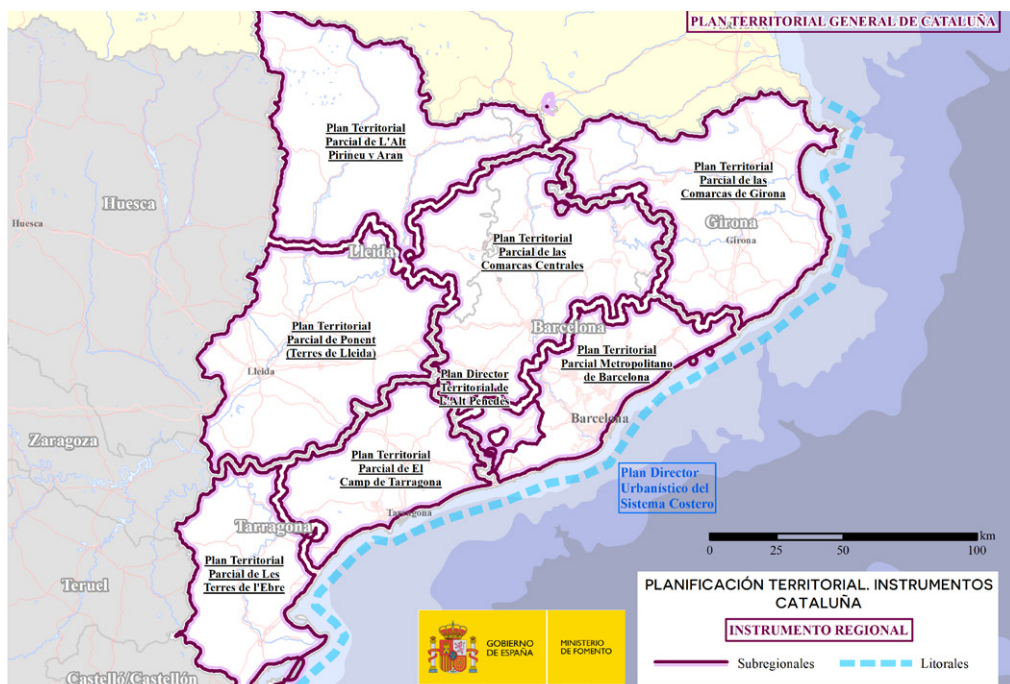 PLAN TERRITORIAL GENERAL DE CATALUÑA
Plan Territorial
Parcial de L'Alt
Pirineu y Aran
Plan Territorial
Parcial de las
Comarcas de Girona
Huesca
Huesca
Girona
Girona
Lleida
Plan Territorial
Parcial de las
Comarcas Centrales
Plan Territorial
Parcial de Ponent
(Terres de Lleida)
Lleida
Barcelona
Plan Territorial
Parcial Metropolitano
de Barcelona
Plan Director
Territorial de
L'Alt Penedès
Barcelona
Zaragoza
Plan Territorial
Parcial de El
Camp de Tarragona
Plan Director
Urbanístico del
Sistema Costero
Tarragona
Tarragona
Plan Territorial
Parcial de Les
Terres de l'Ebre
Teruel
Castelló/Castellón
km
0 25 50 100
GOBIERNO
DE ESPAÑA
MINISTERIO
DE FOMENTO
PLANIFICACIÓN TERRITORIAL. INSTRUMENTOS
CATALUÑA
INSTRUMENTO REGIONAL
Subregionales
Litorales